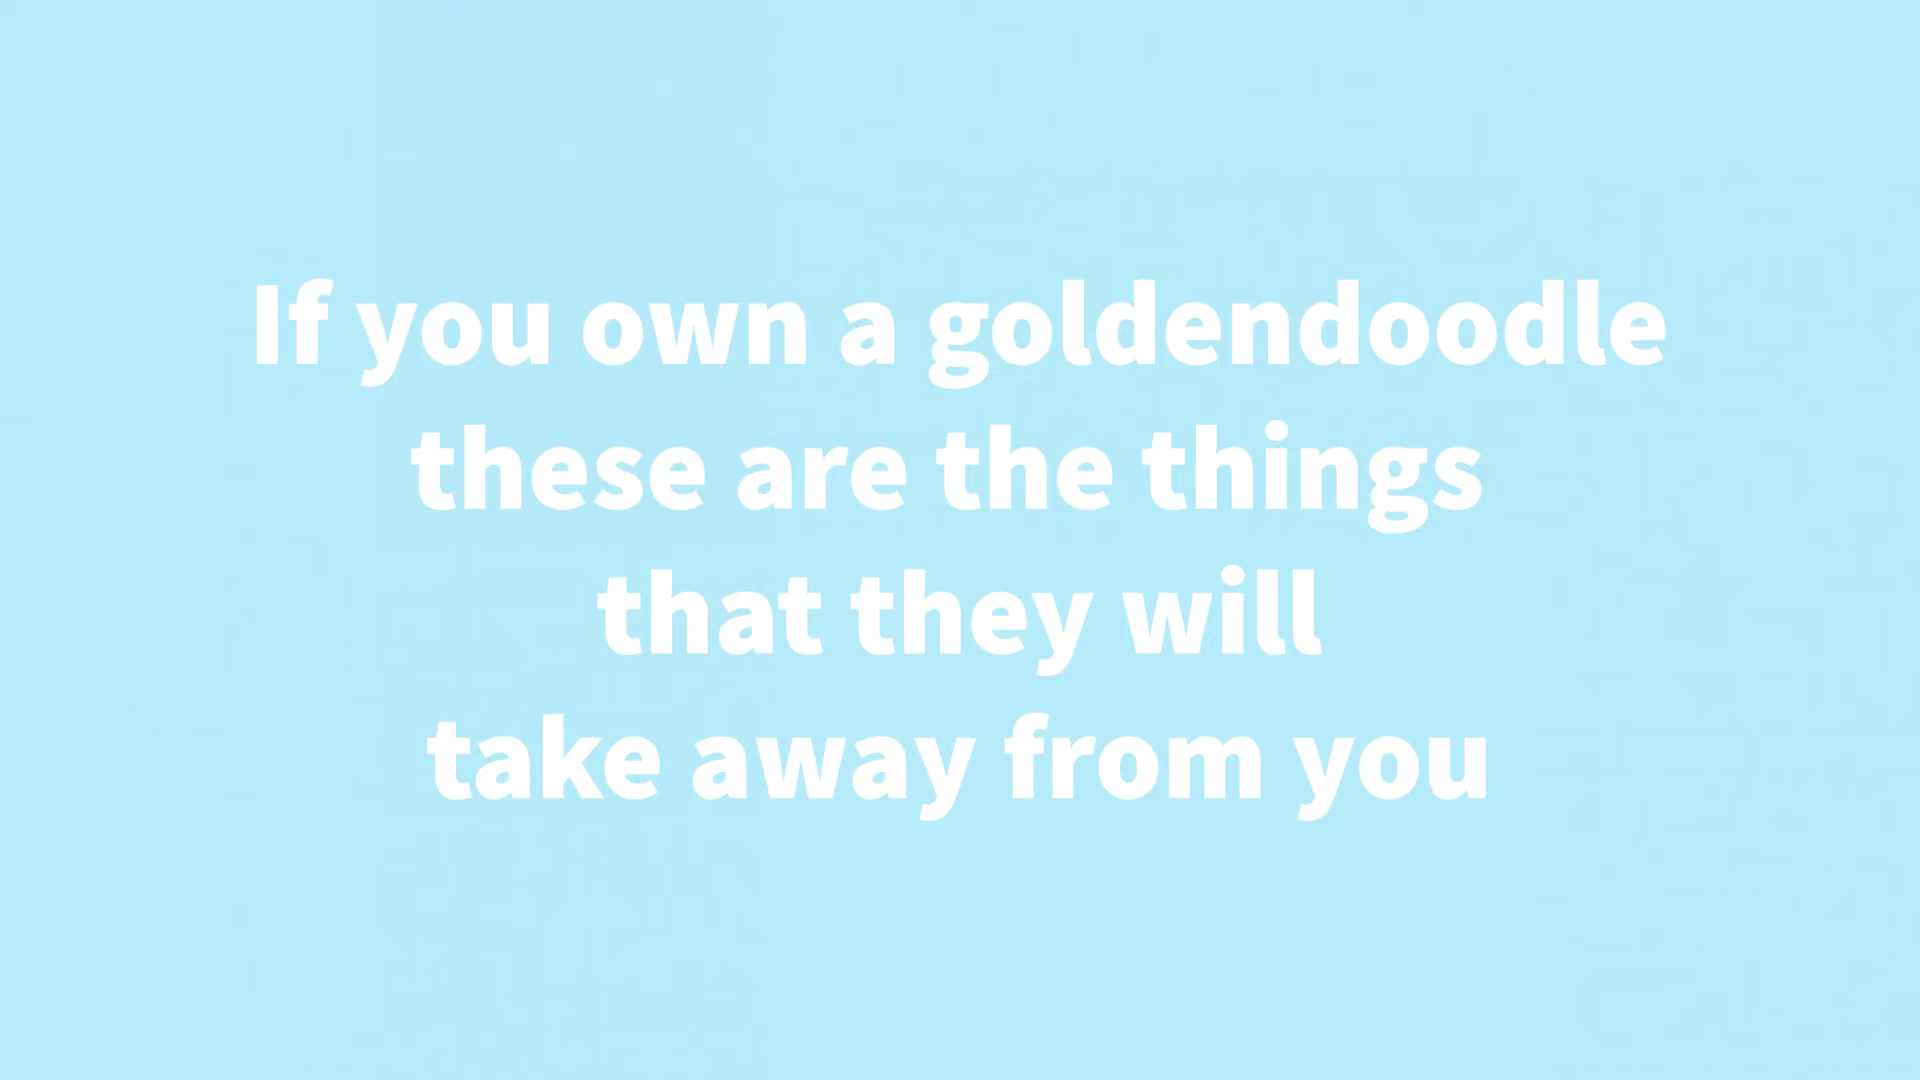 If you own a goldendoodle
these are the things
that they will
take away from you